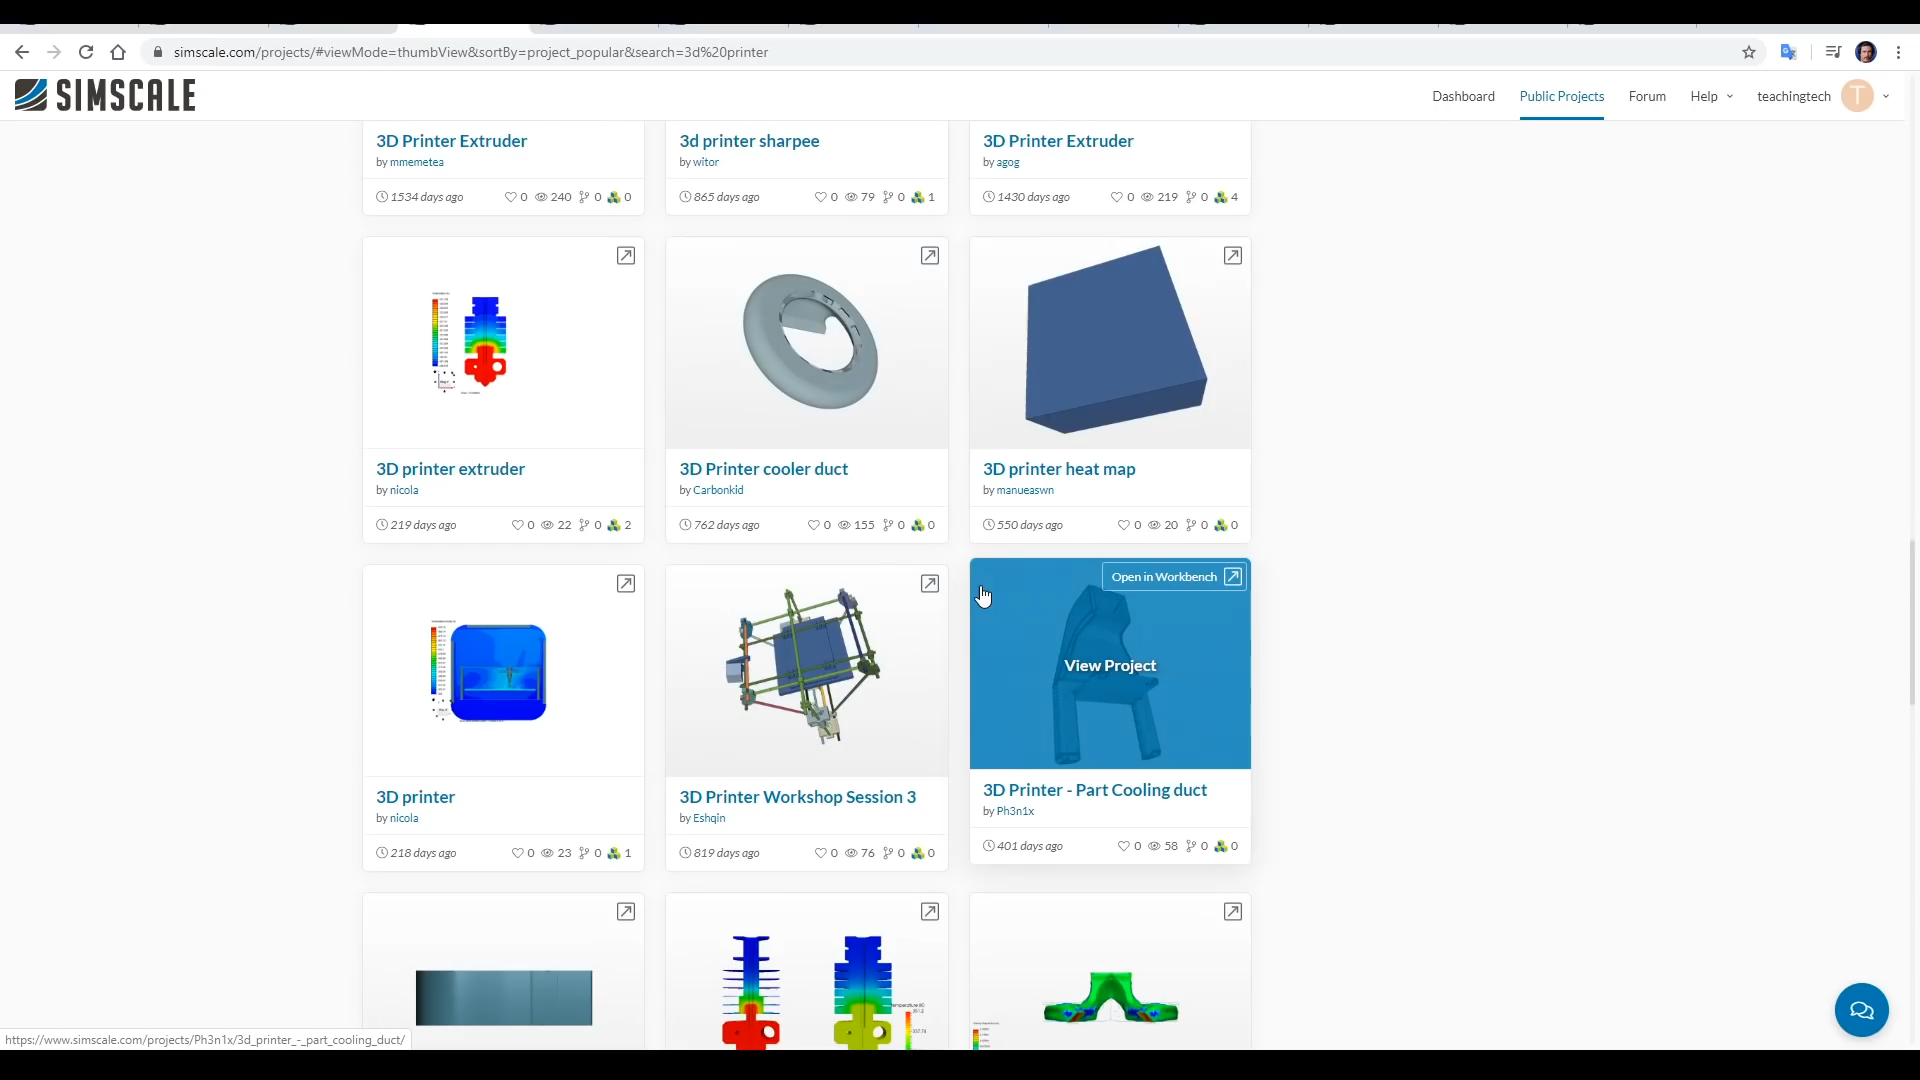 simscale.com/projects/#viewMode=thumbView&sortBy=project_popular&search=3d%20printer
SIMSCALE
Dashboard
Public Projects
Forum
Help
teachingtech
T
3D Printer Extruder
by mmemetea
1534 days ago 0 240 0 0
3d printer sharpee
by witor
865 days ago 0 79 0 1
3D Printer Extruder
by agog
1430 days ago 0 219 0 4
3D printer extruder
by nicola
219 days ago 0 22 0 2
3D Printer cooler duct
by Carbonkid
762 days ago 0 155 0 0
3D printer heat map
by manueaswn
550 days ago 0 20 0 0
3D printer
by nicola
218 days ago 0 23 0 1
3D Printer Workshop Session 3
by Eshqin
819 days ago 0 76 0 0
Open in Workbench
View Project
3D Printer - Part Cooling duct
by Ph3n1x
401 days ago 0 58 0 0
https://www.simscale.com/projects/Ph3n1x/3d_printer_-_part_cooling_duct/